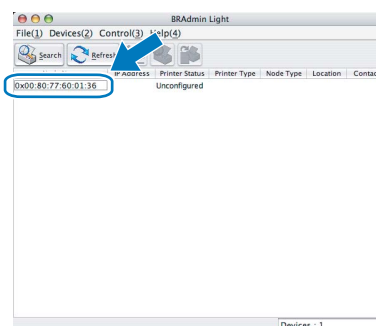 BRAdmin Light
File(1) Devices(2) Control(3) Help(4)
Search Refresh
IP Address Printer Status Printer Type Node Type Location Contac
0x00:80:77:60:01:36 Unconfigured
Devices : 1